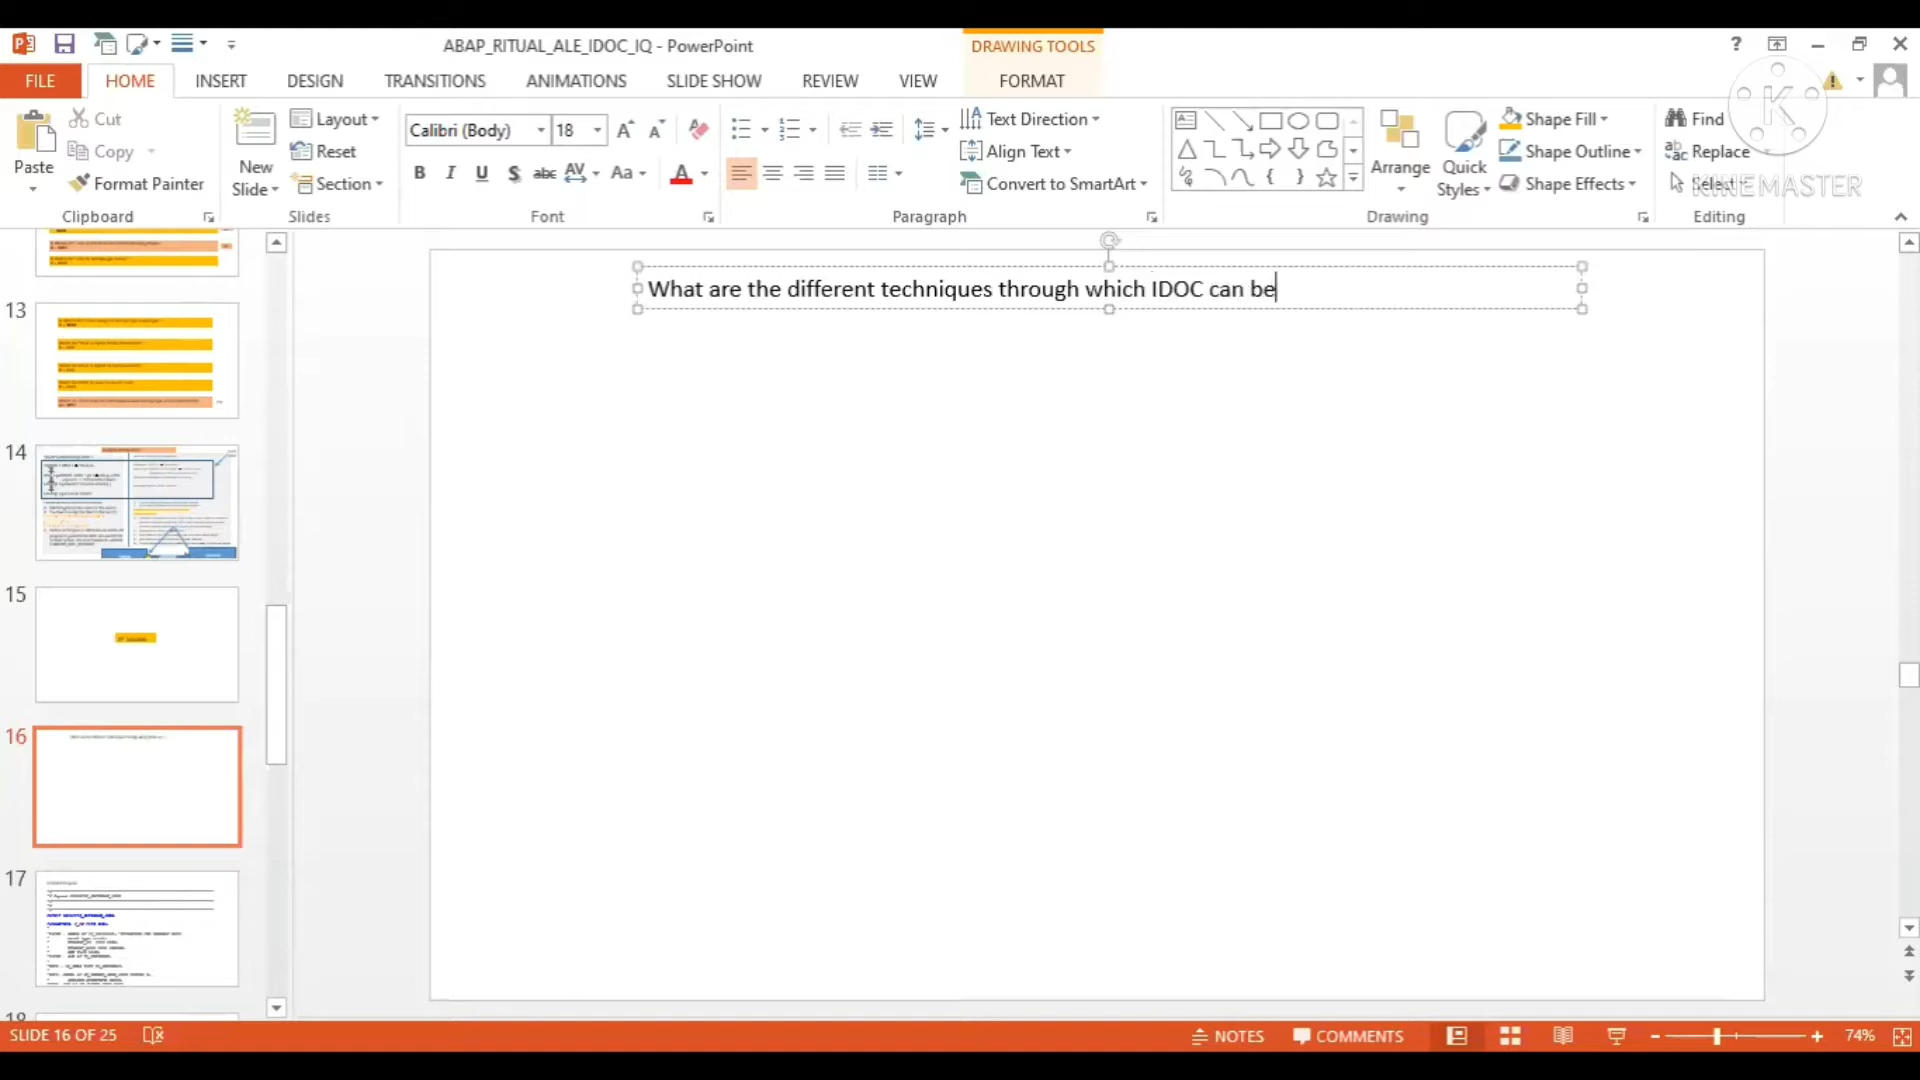 ABAP_RITUAL_ALE_IDOC_IQ - PowerPoint
DRAWING TOOLS
?
FILE
HOME
INSERT
DESIGN
TRANSITIONS
ANIMATIONS
SLIDE SHOW
REVIEW
VIEW
FORMAT
Paste
Cut
Copy
Format Painter
Clipboard
New
Slide
Layout
Reset
Section
Slides
Calibri (Body)
18
Font
Text Direction
Align Text
Convert to SmartArt
Paragraph
Arrange
Quick
Styles
Shape Fill
Shape Outline
Shape Effects
Drawing
Find
Replace
Select
Editing
KINEMASTER
What are the different techniques through which IDOC can be
13
14
15
16
17
18
SLIDE 16 OF 25
NOTES
COMMENTS
74%